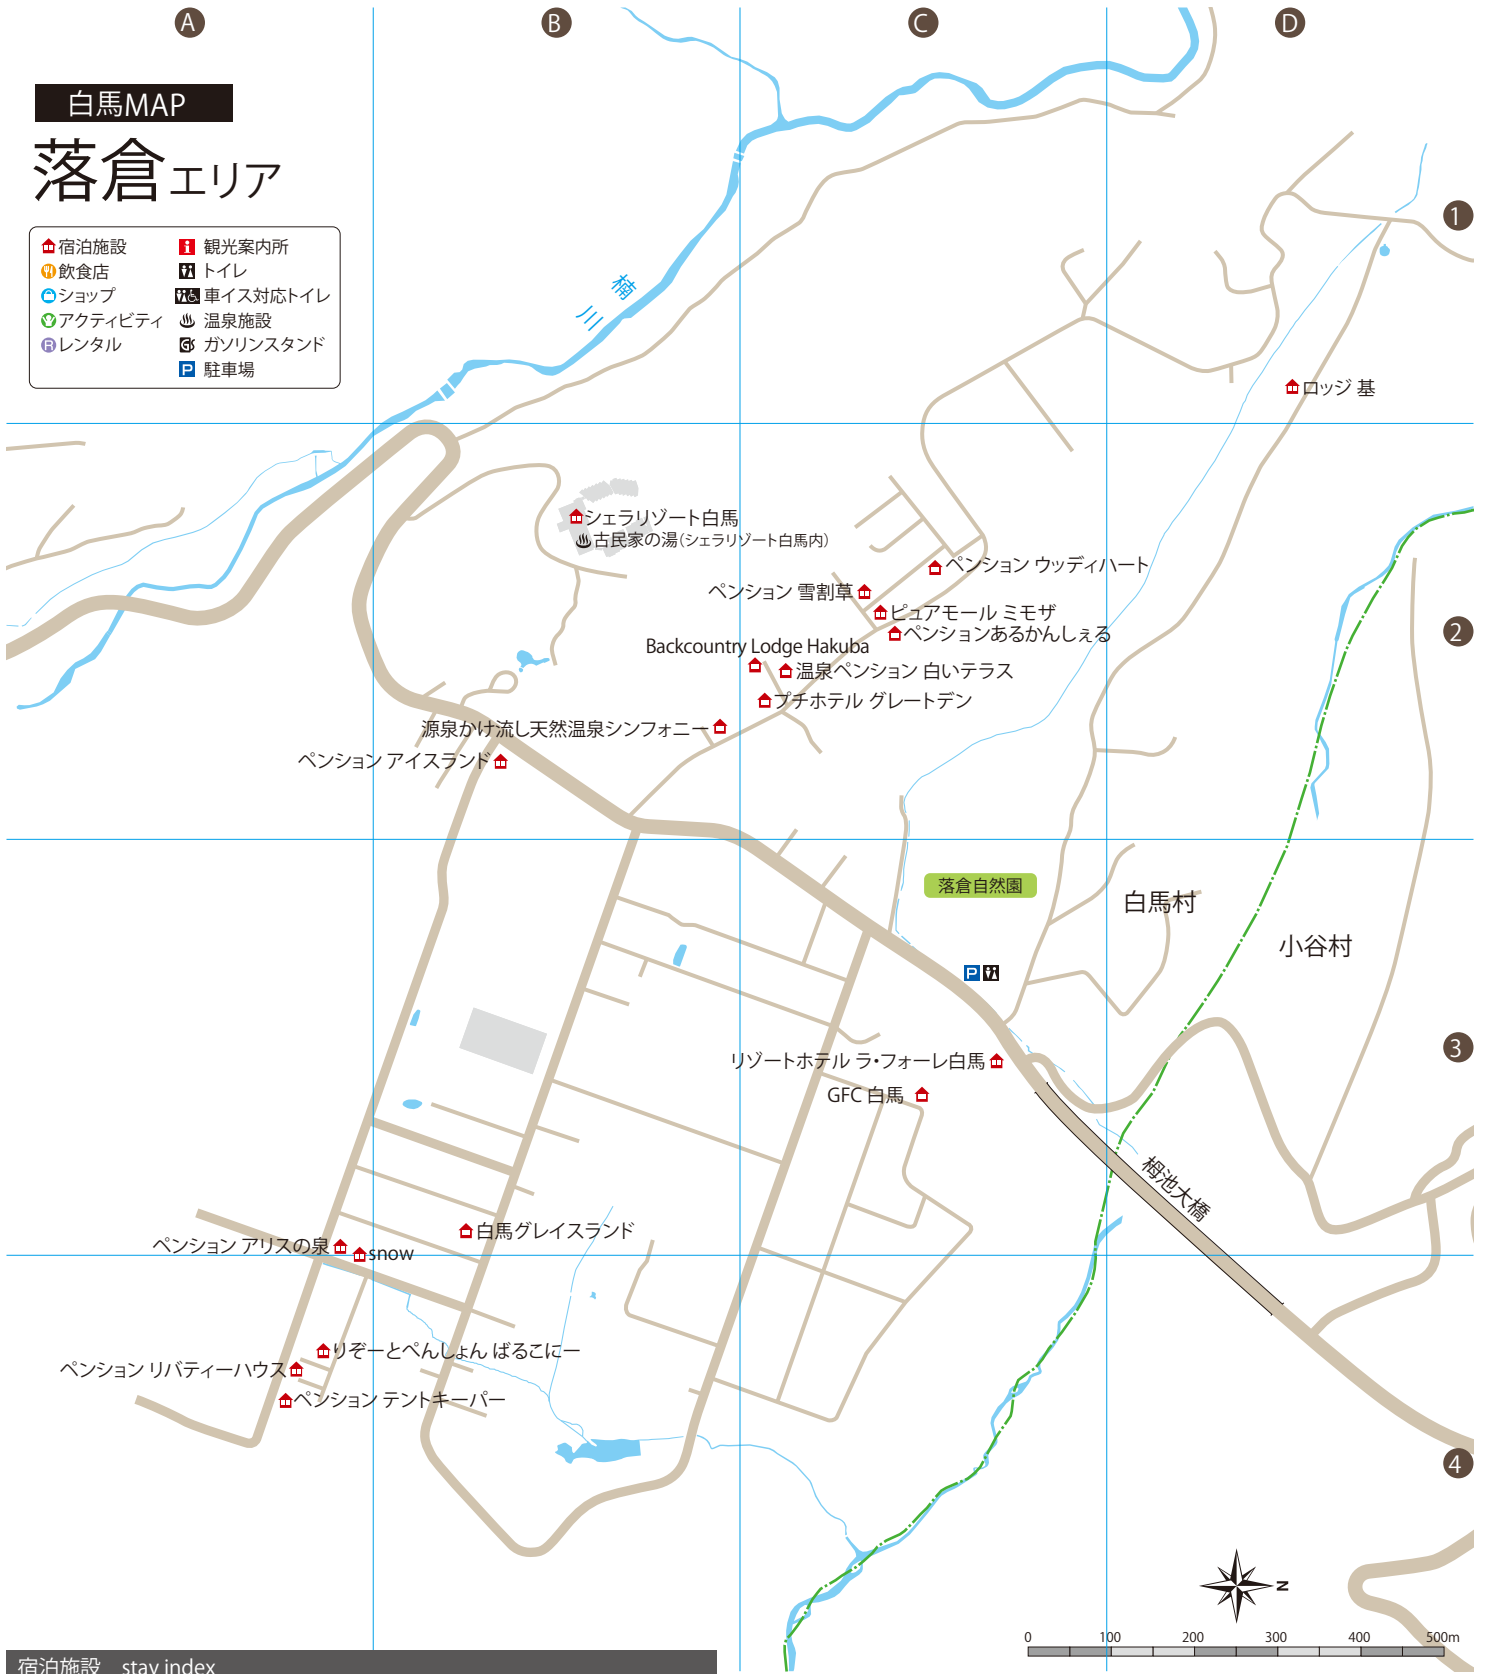 A
B
C
D
白馬MAP
落倉エリア
宿泊施設
飲食店
ショップ
アクティビティ
R レンタル
i 観光案内所
トイレ
車イス対応トイレ
温泉施設
GS ガソリンスタンド
P 駐車場
1
楠川
ロッジ 基
シェラリゾート白馬
古民家の湯(シェラリゾート白馬内)
ペンション ウッディハート
ペンション 雪割草
ピュアモール ミモザ
ペンションあるかんしぇる
2
Backcountry Lodge Hakuba
温泉ペンション 白いテラス
プチホテル グレートデン
源泉かけ流し天然温泉シンフォニー
ペンション アイスランド
落倉自然園
白馬村
小谷村
P
リゾートホテル ラ・フォーレ白馬
3
GFC 白馬
栂池大橋
白馬グレイスランド
ペンション アリスの泉
snow
りぞーとぺんしょん ばるこにー
ペンション リバティーハウス
ペンション テントキーパー
4
N
0 100 200 300 400 500m
宿泊施設 stay index